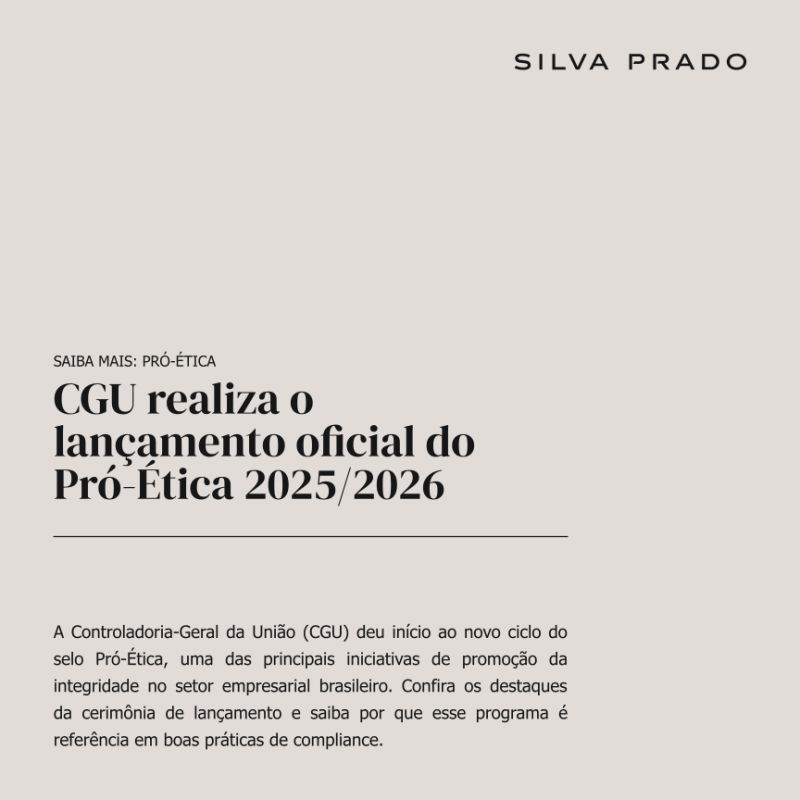 SILVA PRADO
SAIBA MAIS: PRÓ-ÉTICA
CGU realiza o
lançamento oficial do
Pró-Ética 2025/2026
A Controladoria-Geral da União (CGU) deu início ao novo ciclo do
selo Pró-Ética, uma das principais iniciativas de promoção da
integridade no setor empresarial brasileiro. Confira os destaques
da cerimônia de lançamento e saiba por que esse programa é
referência em boas práticas de compliance.